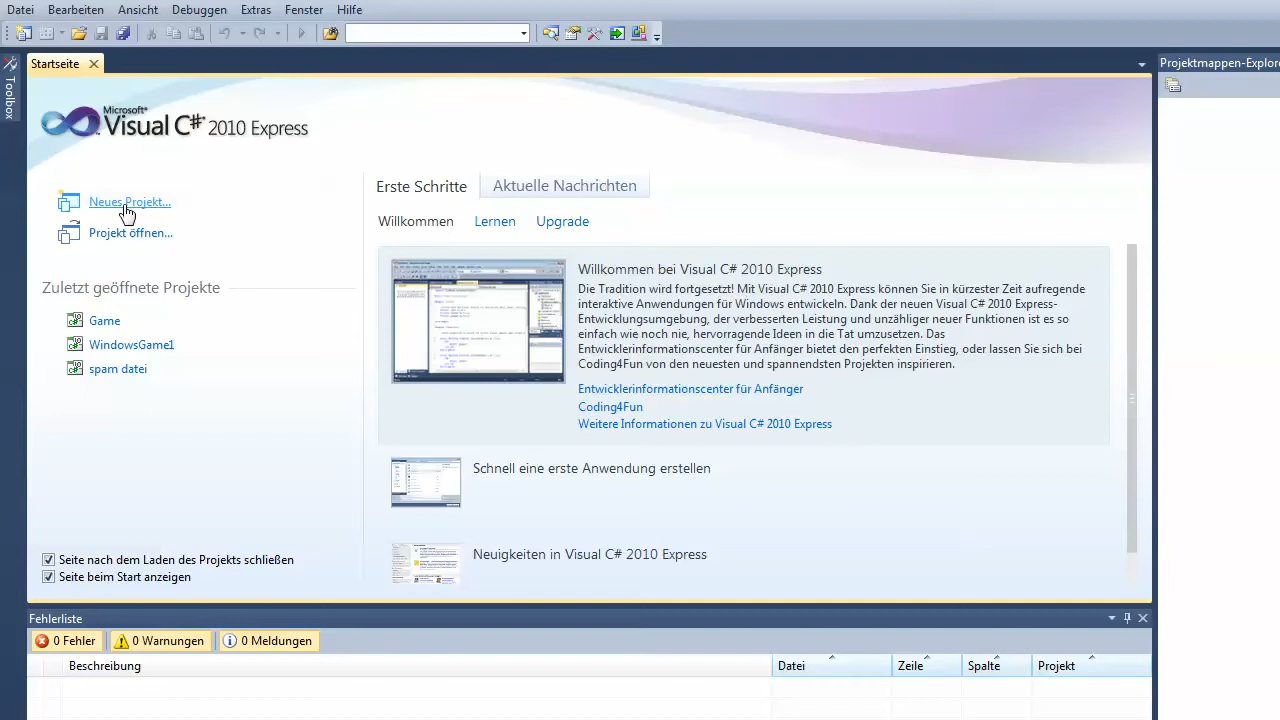 Datei Bearbeiten Ansicht Debuggen Extras Fenster Hilfe
Toolbox
Startseite
Projektmappen-Explore
Microsoft®
Visual C#® 2010 Express
Neues Projekt...
Projekt öffnen...
Zuletzt geöffnete Projekte
Game
WindowsGame1
spam datei
Seite nach dem Laden des Projekts schließen
Seite beim Start anzeigen
Erste Schritte Aktuelle Nachrichten
Willkommen Lernen Upgrade
Willkommen bei Visual C# 2010 Express
Die Tradition wird fortgesetzt! Mit Visual C# 2010 Express können Sie in kürzester Zeit aufregende
interaktive Anwendungen für Windows entwickeln. Dank der neuen Visual C# 2010 Express-
Entwicklungsumgebung, der verbesserten Leistung und unzähliger neuer Funktionen ist es so
einfach wie noch nie, hervorragende Ideen in die Tat umzusetzen. Das
Entwicklerinformationscenter für Anfänger bietet den perfekten Einstieg, oder lassen Sie sich bei
Coding4Fun von den neuesten und spannendsten Projekten inspirieren.
Entwicklerinformationscenter für Anfänger
Coding4Fun
Weitere Informationen zu Visual C# 2010 Express
Schnell eine erste Anwendung erstellen
Neuigkeiten in Visual C# 2010 Express
Fehlerliste
0 Fehler 0 Warnungen 0 Meldungen
Beschreibung Datei Zeile Spalte Projekt